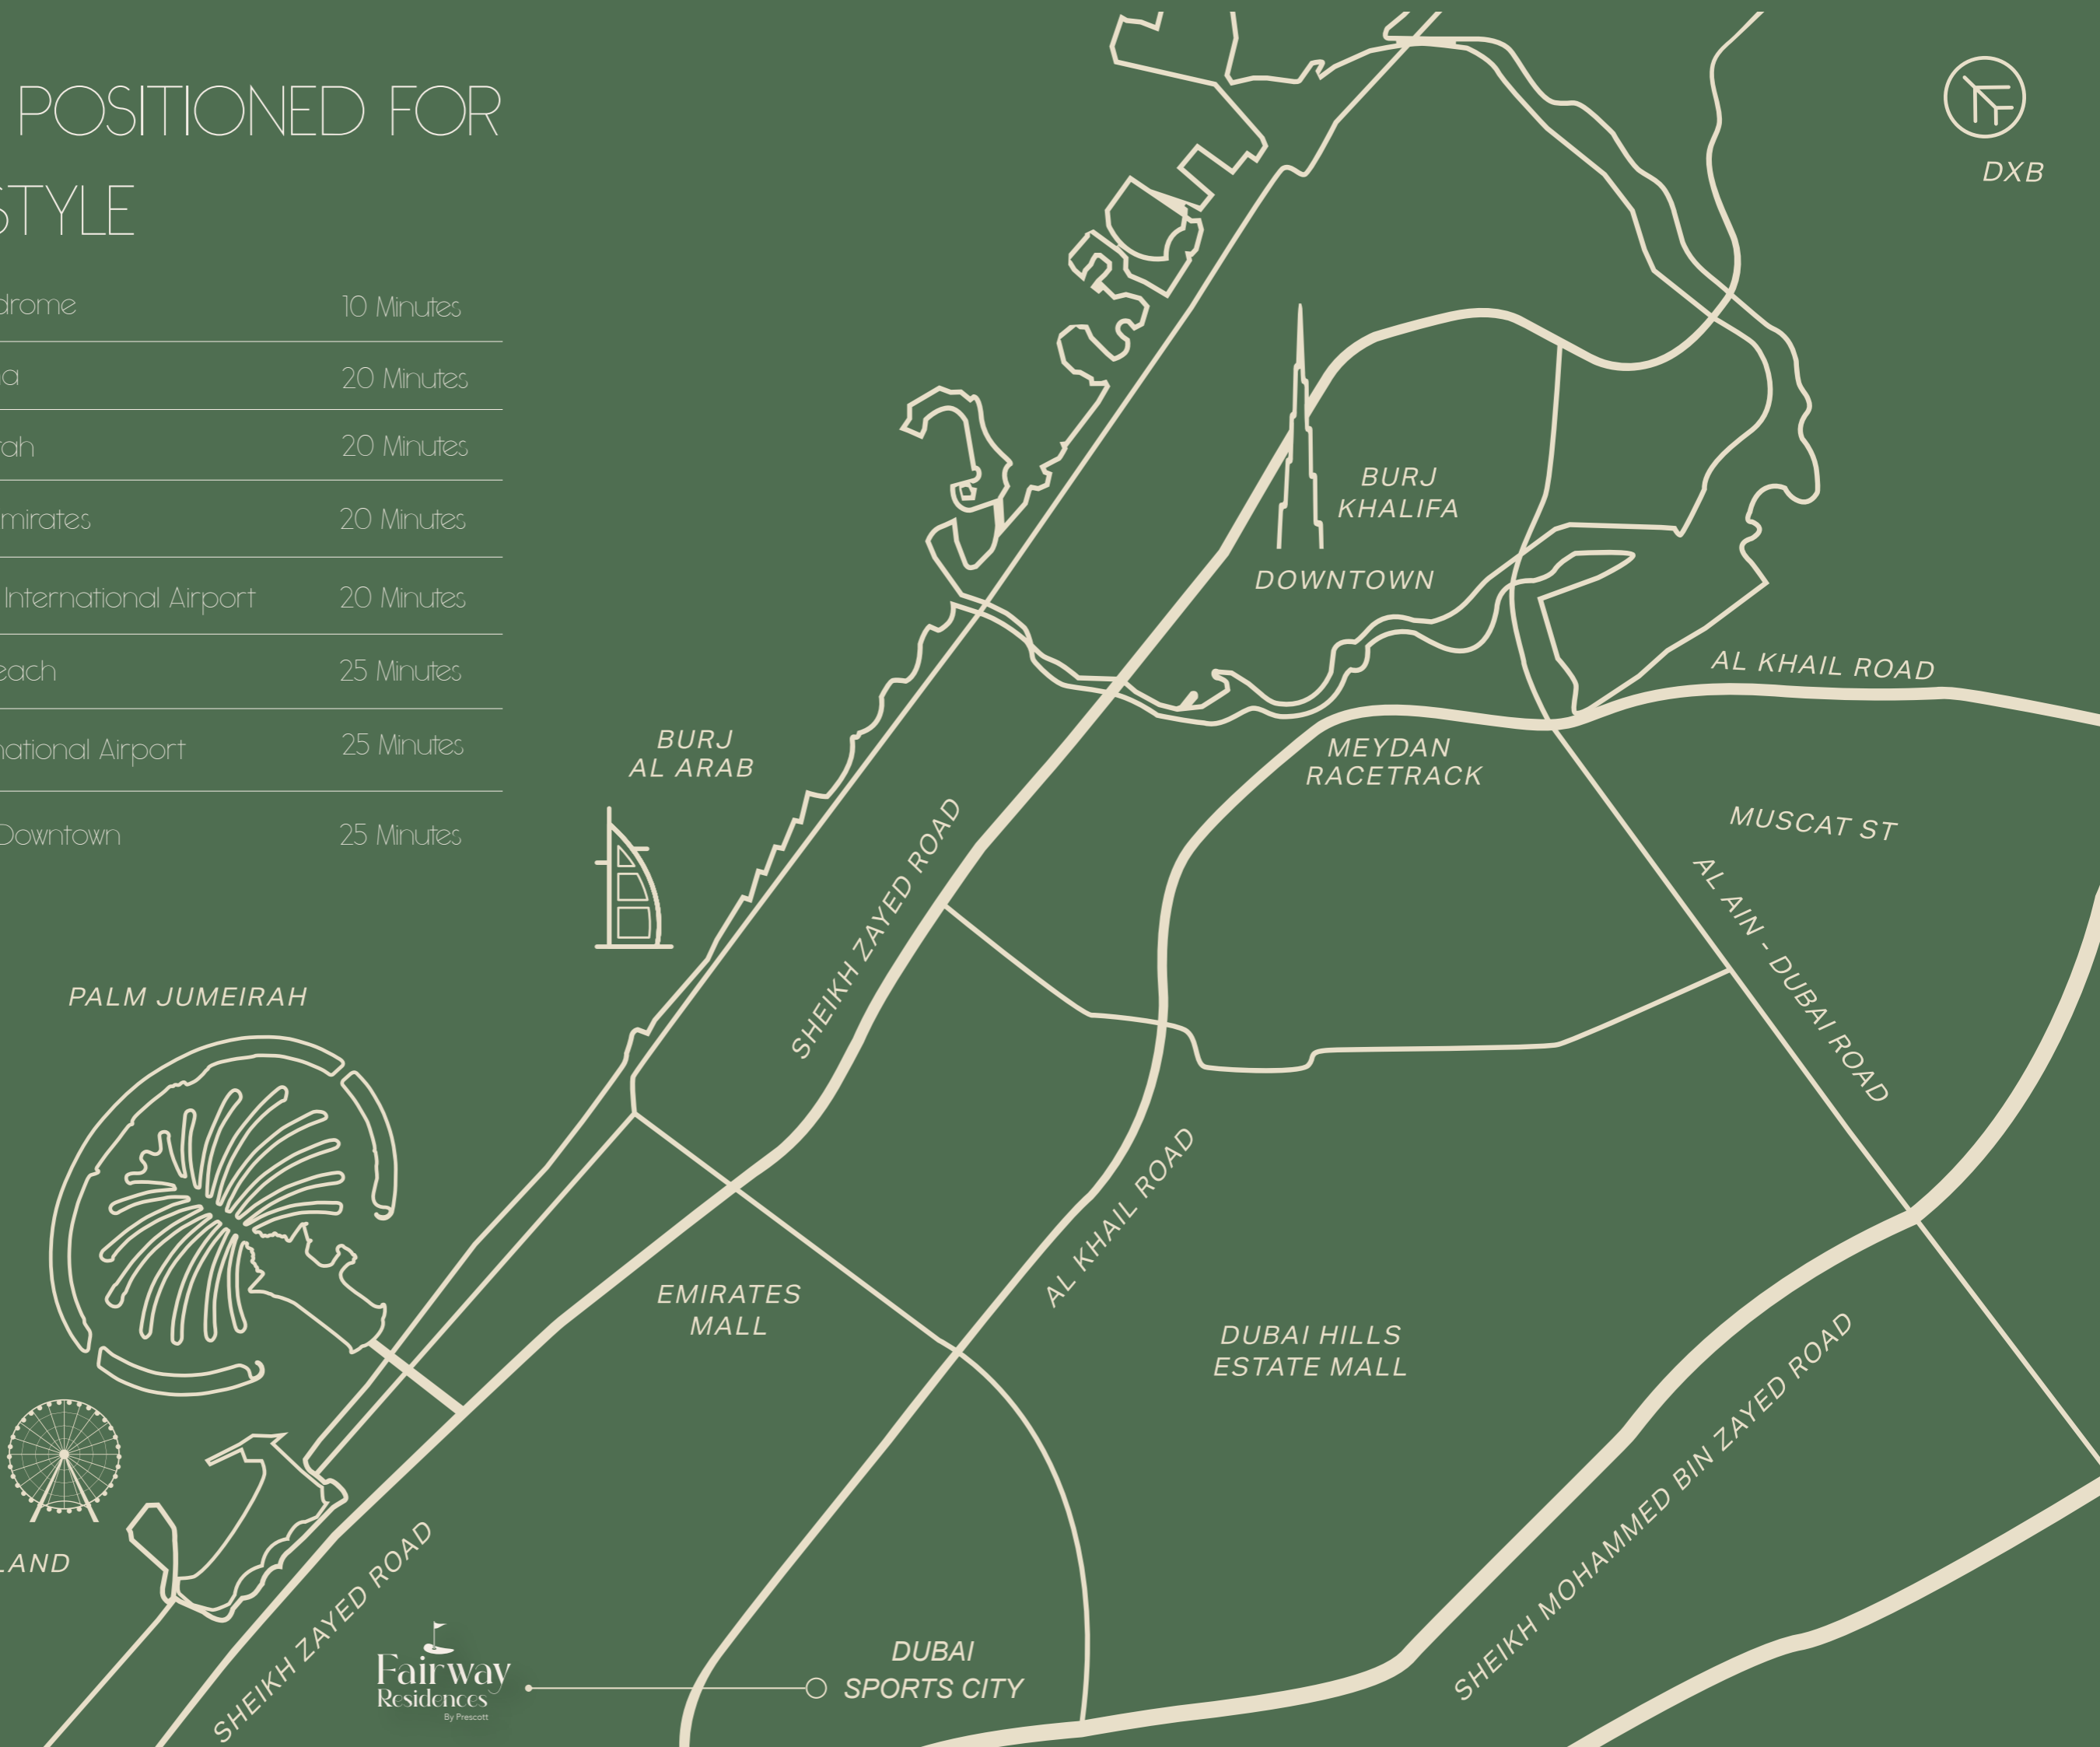 POSITIONED FOR
STYLE
drome 10 Minutes
a 20 Minutes
rah 20 Minutes
mirates 20 Minutes
International Airport 20 Minutes
each 25 Minutes
national Airport 25 Minutes
Downtown 25 Minutes
DXB
BURJ
KHALIFA
DOWNTOWN
AL KHAIL ROAD
BURJ
AL ARAB
MEYDAN
RACETRACK
MUSCAT ST
SHEIKH ZAYED ROAD
AL AIN - DUBAI ROAD
PALM JUMEIRAH
AL KHAIL ROAD
EMIRATES
MALL
DUBAI HILLS
ESTATE MALL
SHEIKH MOHAMMED BIN ZAYED ROAD
LAND
SHEIKH ZAYED ROAD
Fairway
Residences
By Prescott
DUBAI
SPORTS CITY